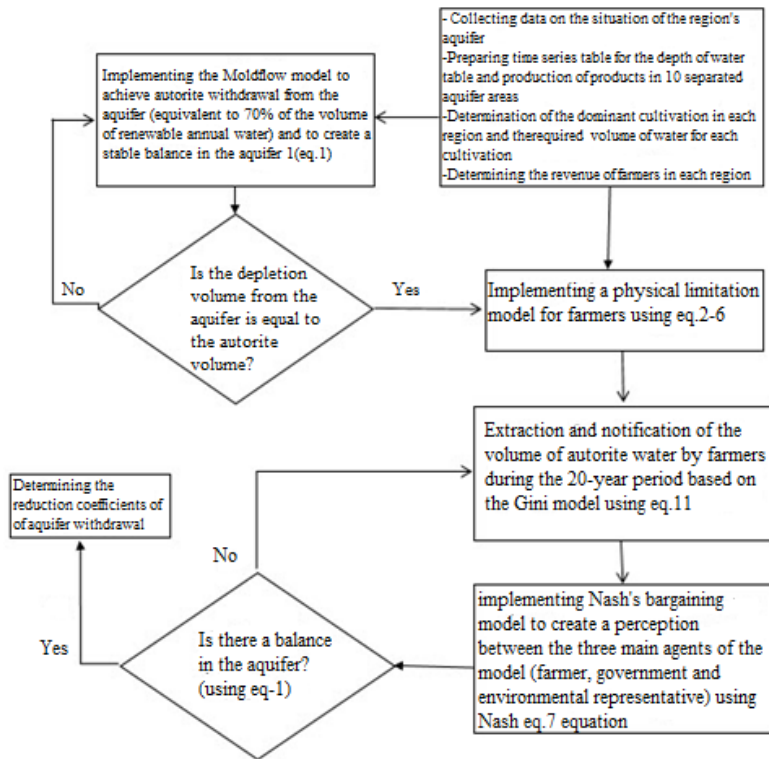 - Collecting data on the situation of the region's
aquifer
-Preparing time series table for the depth of water
table and production of products in 10 separated
aquifer areas
-Determination of the dominant cultivation in each
region and therequired volume of water for each
cultivation
-Determining the revenue of farmers in each region
Implementing the Moldflow model to
achieve autorite withdrawal from the
aquifer (equivalent to 70% of the volume
of renewable annual water) and to create a
stable balance in the aquifer 1(eq.1)
Is the depletion
volume from the
aquifer is equal to
the autorite
volume?
No
Yes
Implementing a physical limitation
model for farmers using eq.2-6
Extraction and notification of the
volume of autorite water by farmers
during the 20-year period based on
the Gini model using eq.11
implementing Nash's bargaining
model to create a perception
between the three main agents of the
model (farmer, government and
environmental representative) using
Nash eq.7 equation
Is there a balance
in the aquifer?
(using eq-1)
No
Yes
Determining the
reduction coefficients of
of aquifer withdrawal